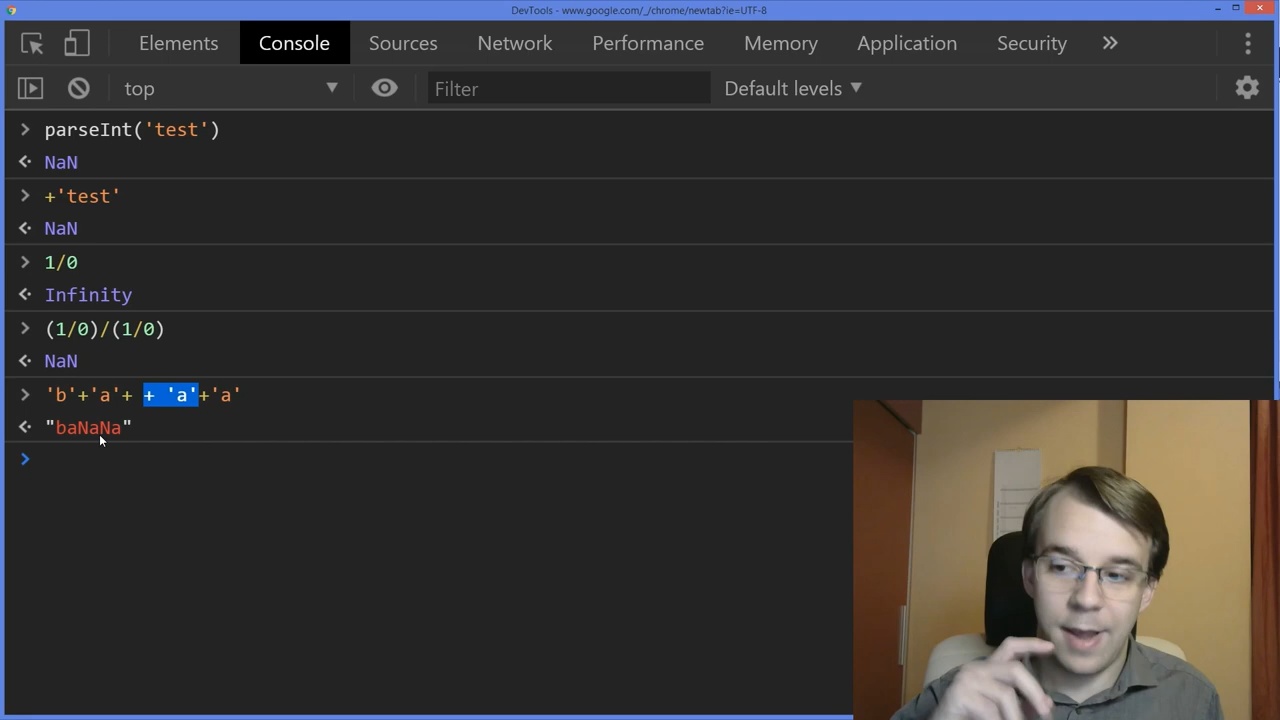 DevTools - www.google.com/_/chrome/newtab?ie=UTF-8
Elements Console Sources Network Performance Memory Application Security »
top Filter Default levels
> parseInt('test')
NaN
> +'test'
NaN
> 1/0
Infinity
> (1/0)/(1/0)
NaN
> 'b'+'a'+ + 'a'+'a'
"baNaNa"
>